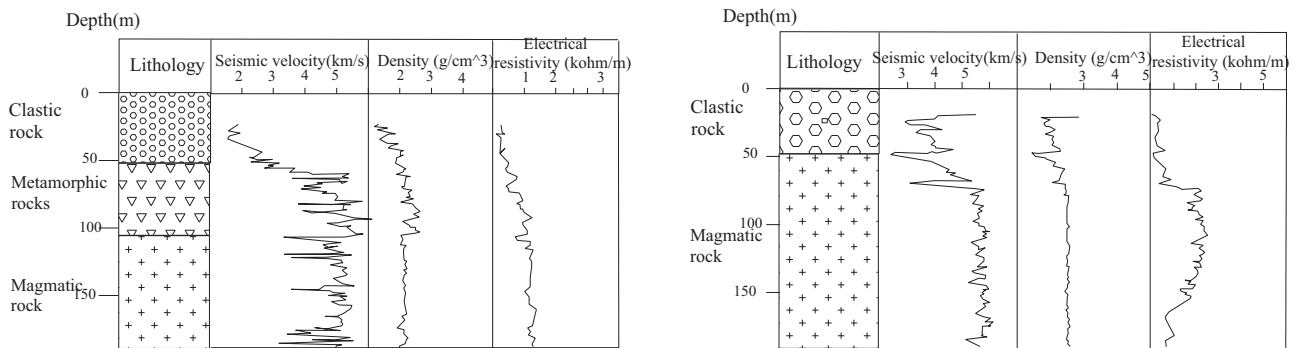 Depth(m)
Lithology
Seismic velocity(km/s)
2 3 4 5
Density (g/cm^3)
2 3 4
Electrical
resistivity (kohm/m)
1 2 3
0
Clastic
rock
50
Metamorphic
rocks
100
Magmatic
rock
150
Depth(m)
Lithology
Seismic velocity(km/s)
3 4 5
Density (g/cm^3)
3 5
Electrical
resistivity (kohm/m)
3 5
0
Clastic
rock
50
100
Magmatic
rock
150